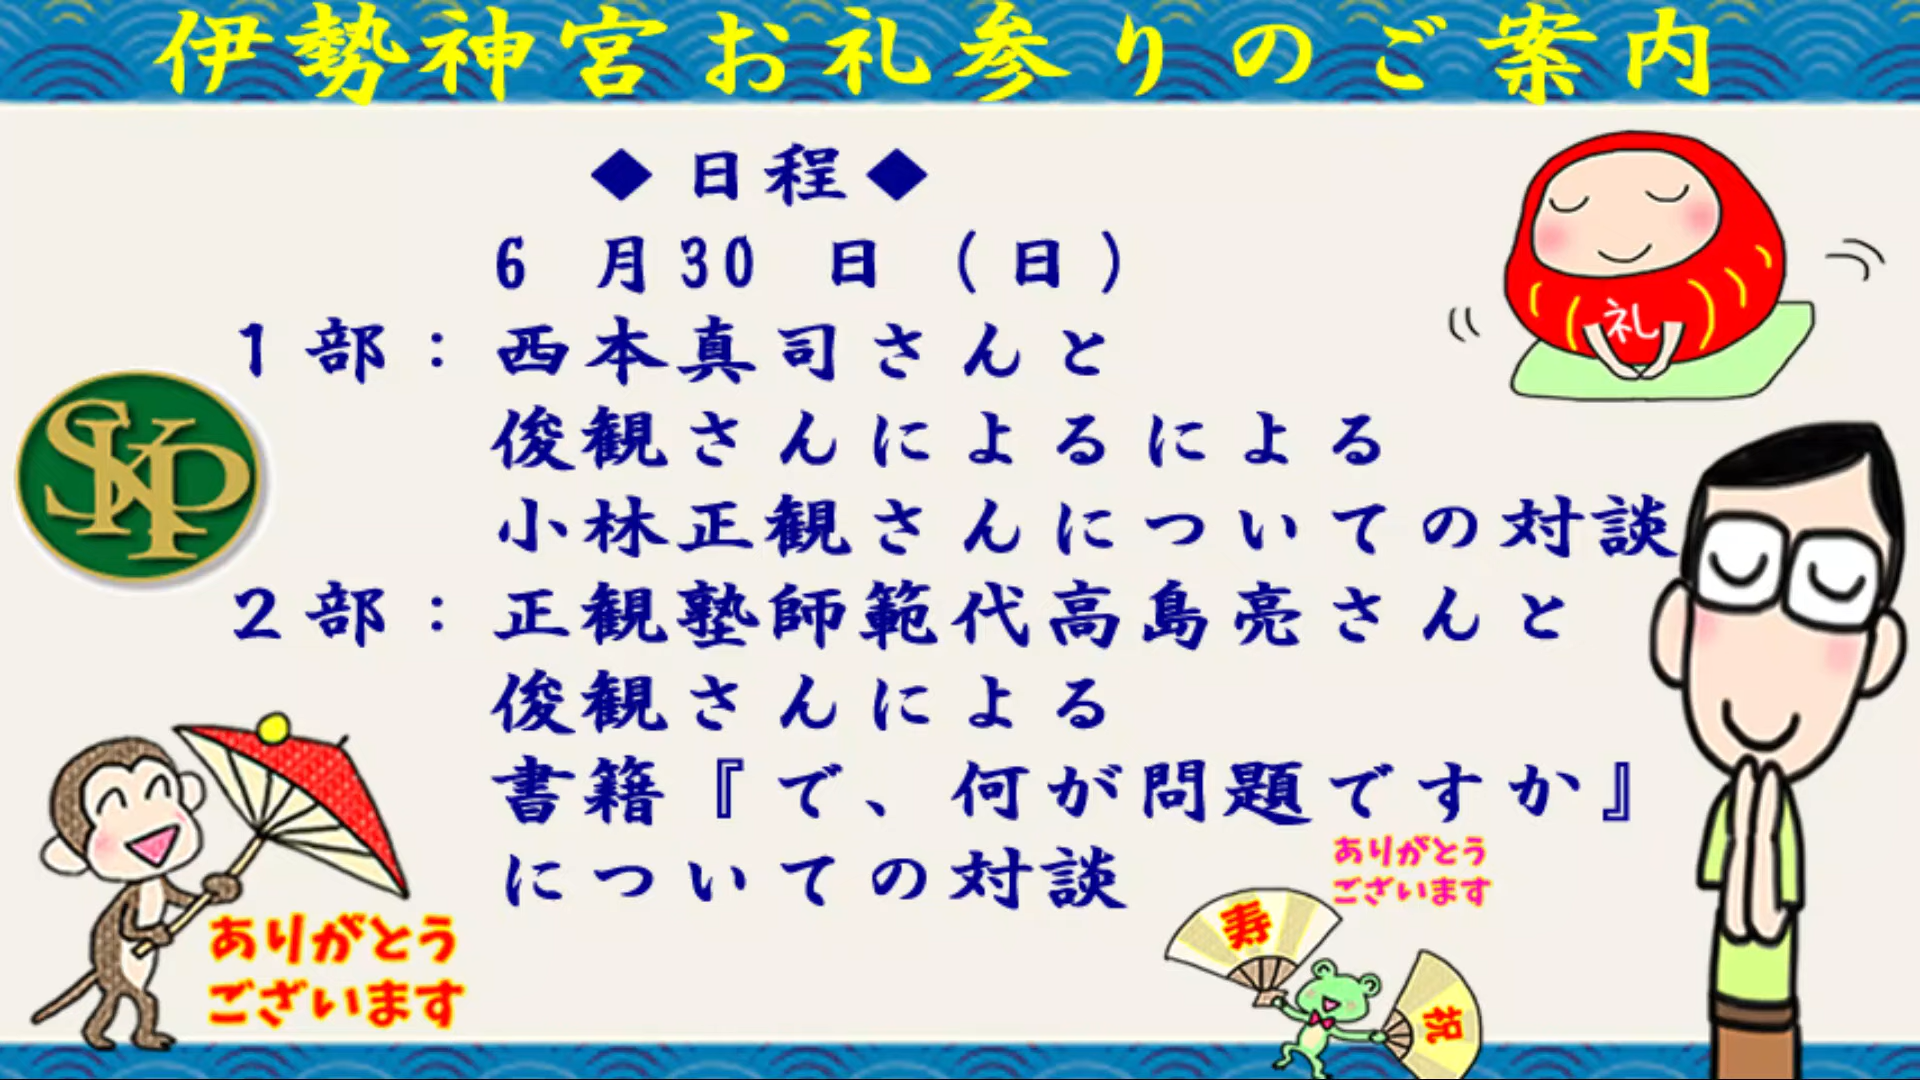 伊勢神宮お礼参りのご案内
◆日程◆
6月30日(日)
1部:西本真司さんと
俊観さんによるによる
小林正観さんについての対談
2部:正観塾師範代高島亮さんと
俊観さんによる
書籍『で、何が問題ですか』
についての対談
礼
SKP
ありがとう
ございます
ありがとう
ございます
寿
祝